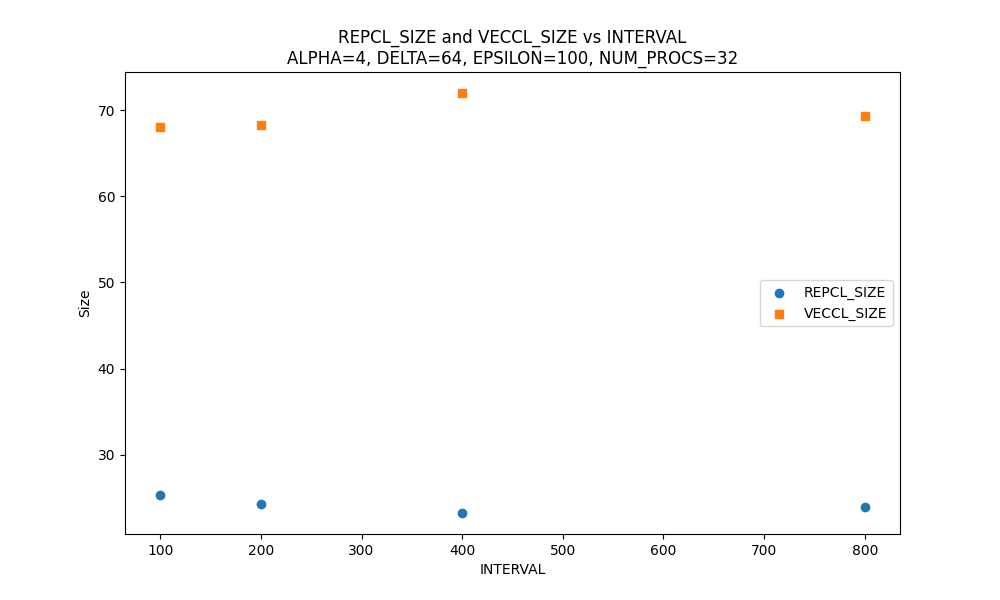 REPCL_SIZE and VECCL_SIZE vs INTERVAL
ALPHA=4, DELTA=64, EPSILON=100, NUM_PROCS=32
70
60
50
40
30
Size
REPCL_SIZE
VECCL_SIZE
100 200 300 400 500 600 700 800
INTERVAL